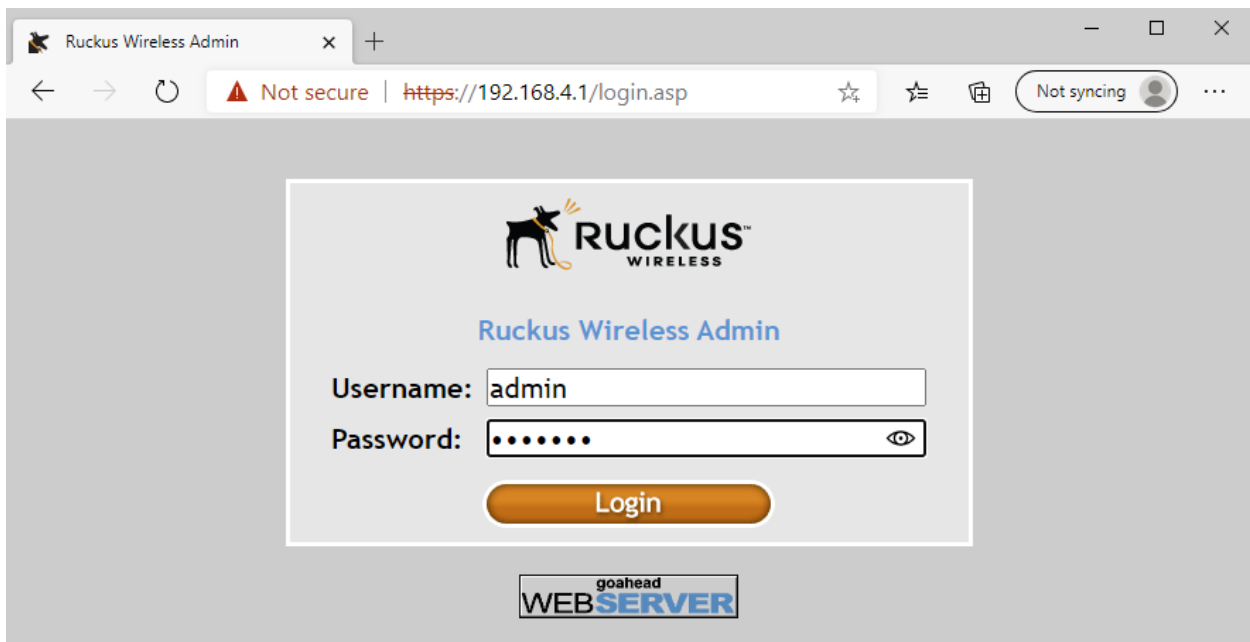 Ruckus Wireless Admin
Not secure | https://192.168.4.1/login.asp
Not syncing
RUCKUS™
WIRELESS
Ruckus Wireless Admin
Username: admin
Password: •••••••
Login
goahead
WEBSERVER